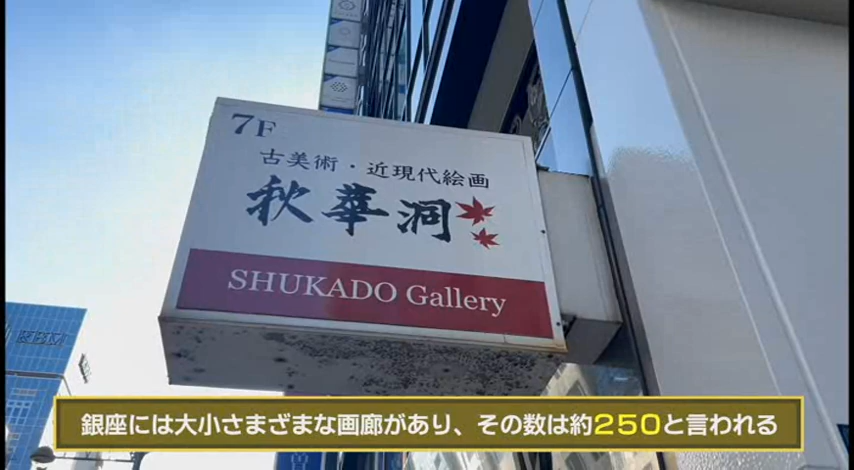 7F
古美術・近現代絵画
秋華洞
SHUKADO Gallery
銀座には大小さまざまな画廊があり、その数は約250と言われる